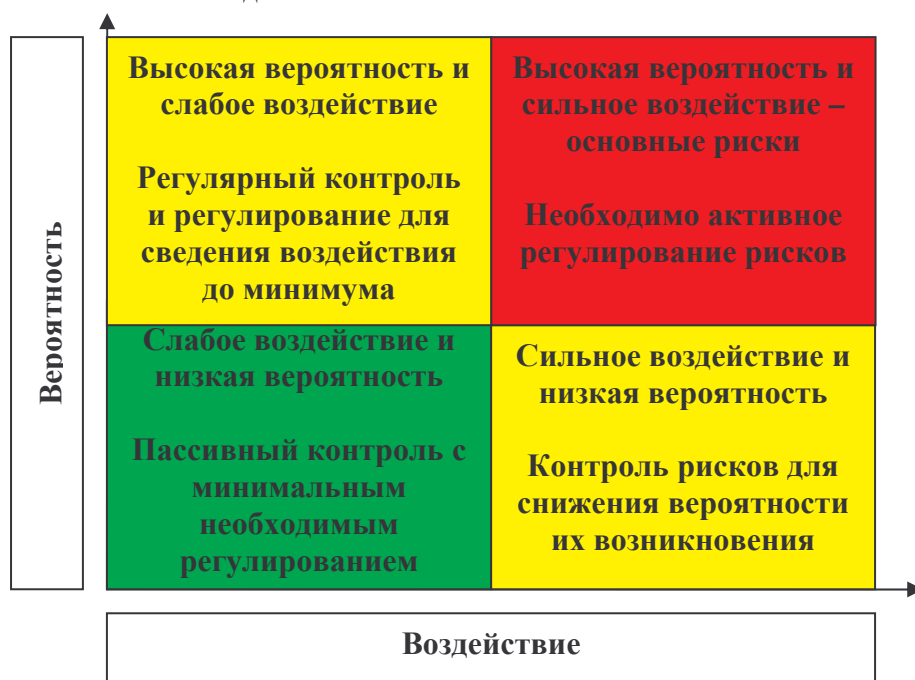 Высокая вероятность и
слабое воздействие
Регулярный контроль
и регулирование для
сведения воздействия
до минимума
Высокая вероятность и
сильное воздействие –
основные риски
Необходимо активное
регулирование рисков
Вероятность
Слабое воздействие и
низкая вероятность
Пассивный контроль с
минимальным
необходимым
регулированием
Сильное воздействие и
низкая вероятность
Контроль рисков для
снижения вероятности
их возникновения
Воздействие